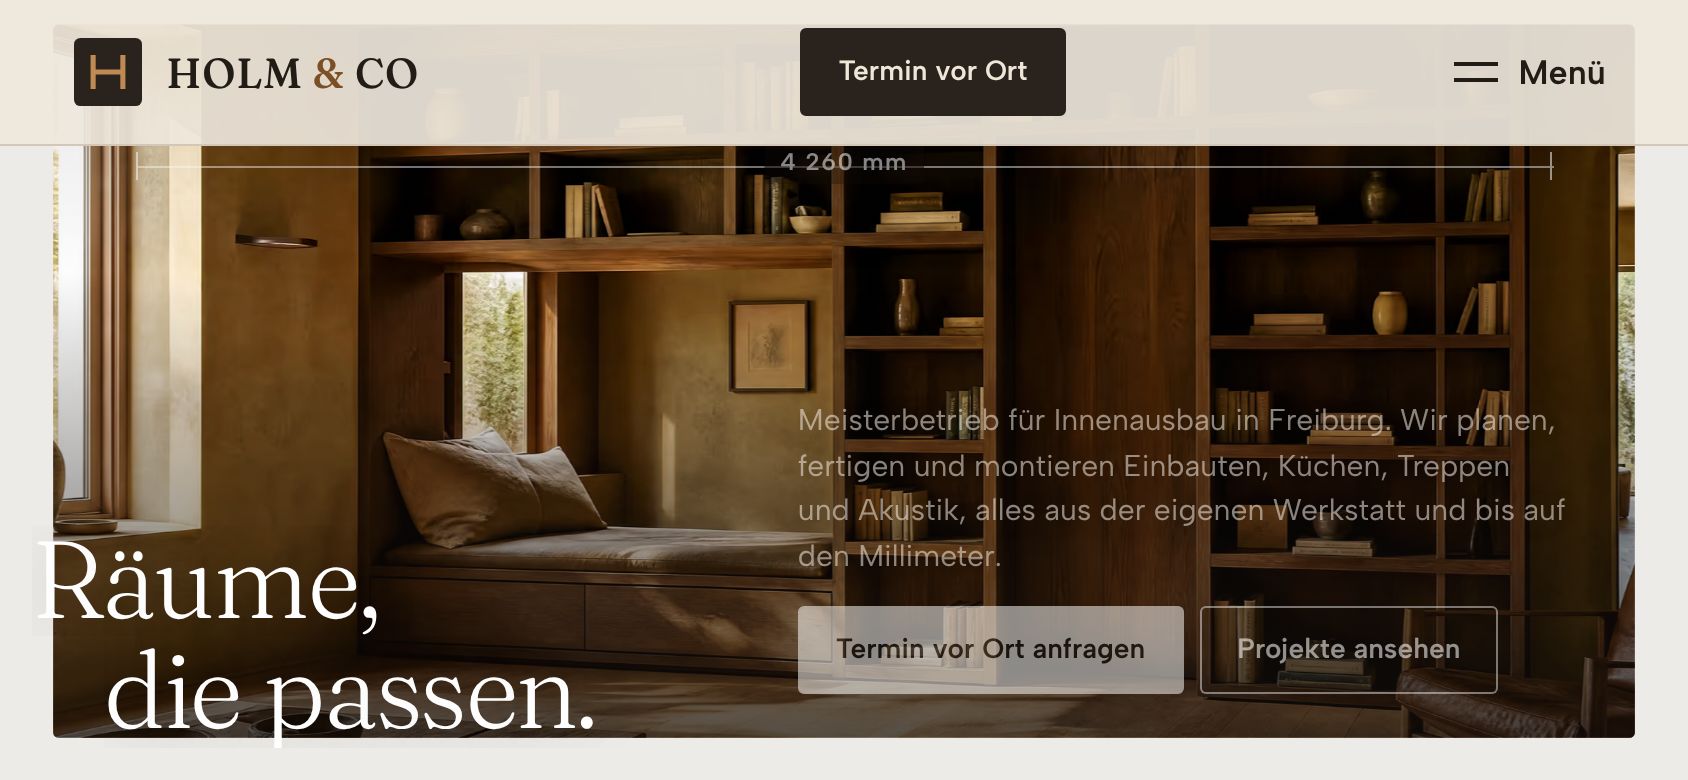 H HOLM & CO
Termin vor Ort
Menü
4 260 mm
Meisterbetrieb für Innenausbau in Freiburg. Wir planen,
fertigen und montieren Einbauten, Küchen, Treppen
und Akustik, alles aus der eigenen Werkstatt und bis auf
den Millimeter.
Räume,
die passen.
Termin vor Ort anfragen
Projekte ansehen